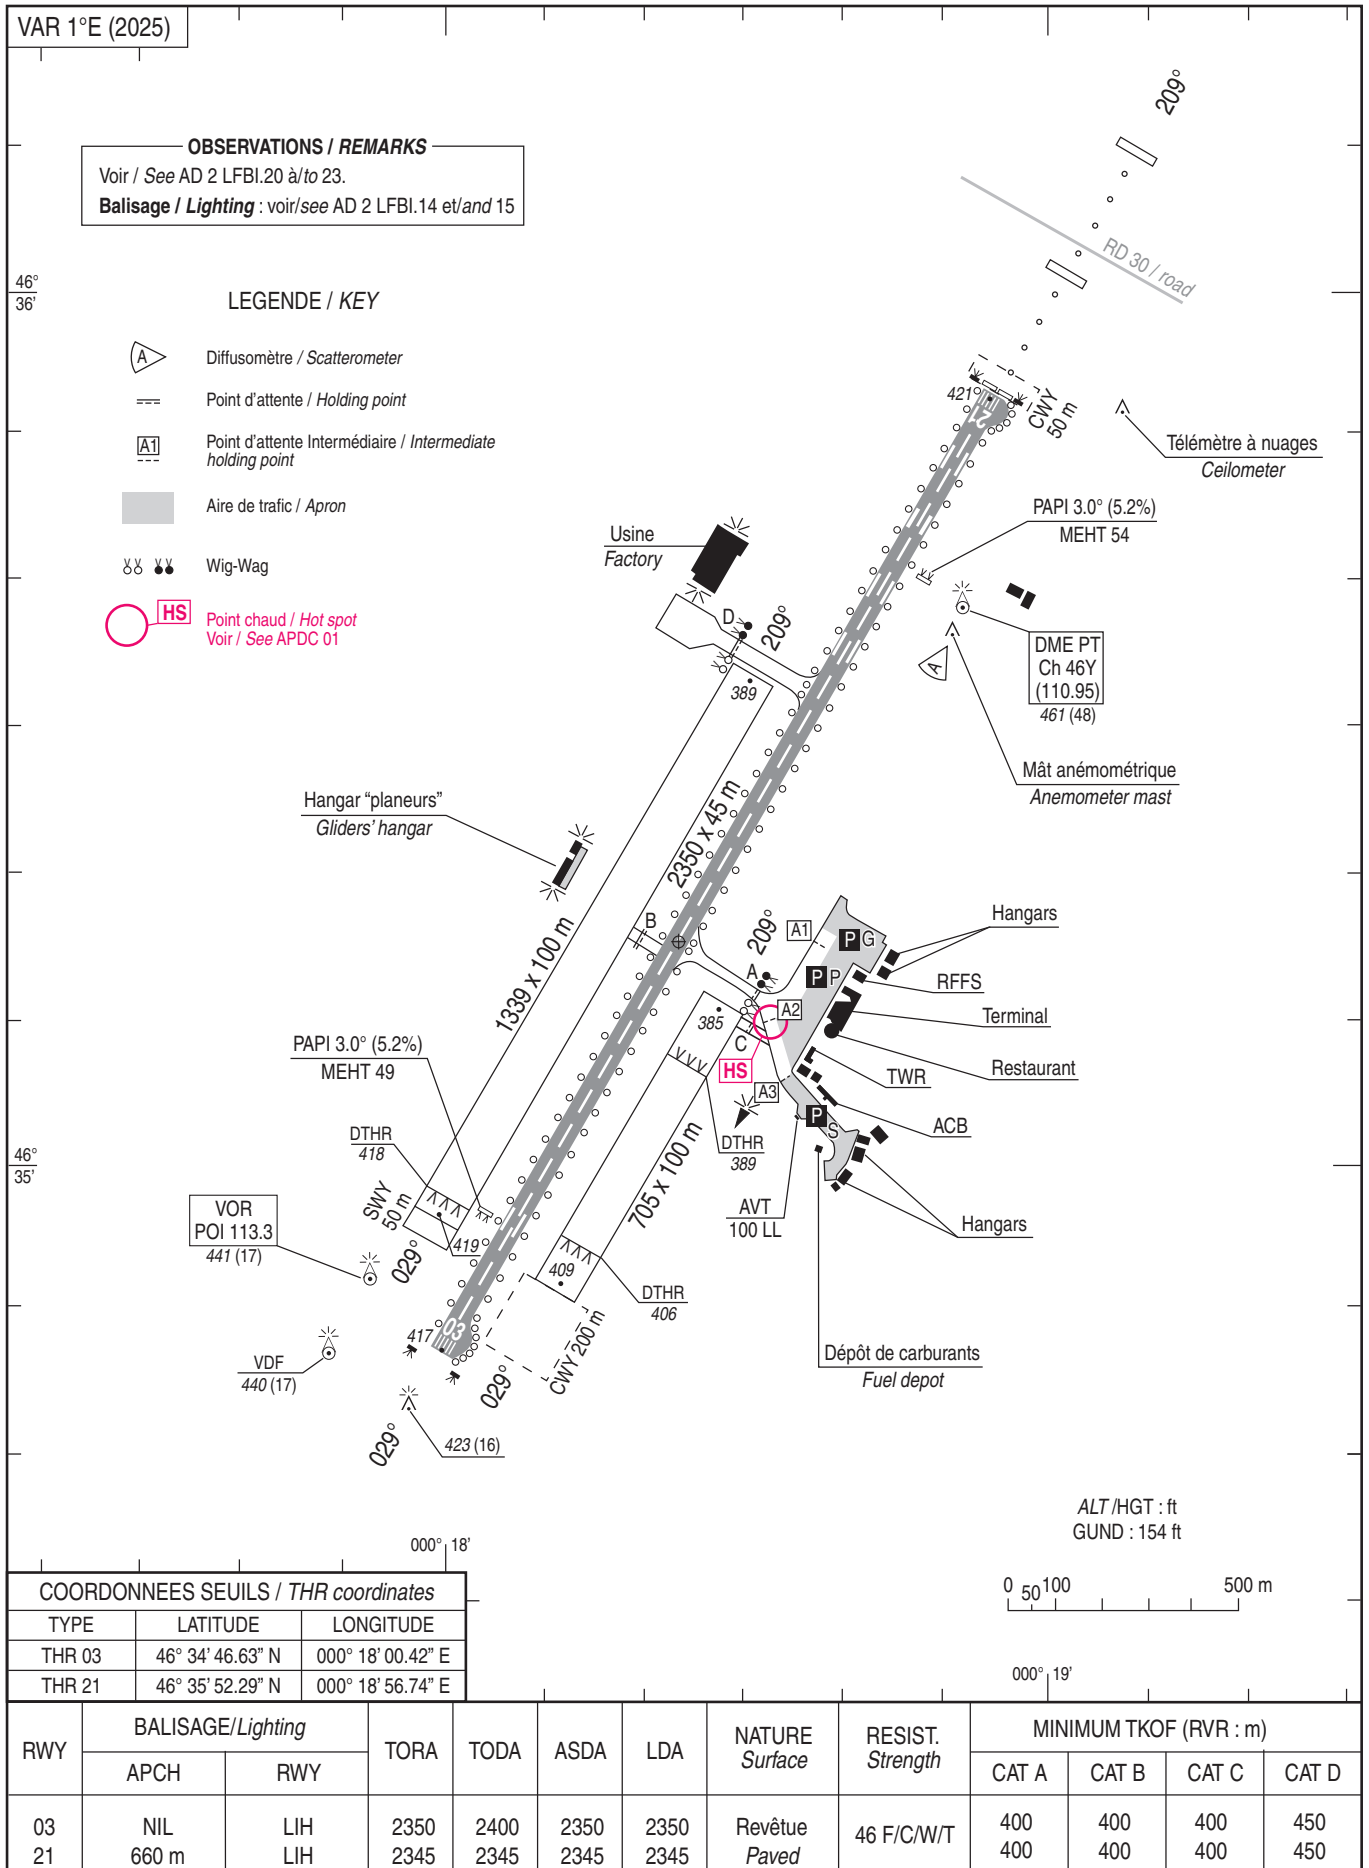 VAR 1°E (2025)
OBSERVATIONS / REMARKS
Voir / See AD 2 LFBI.20 à/to 23.
Balisage / Lighting : voir/see AD 2 LFBI.14 et/and 15
209°
RD 30 / road
46°
36'
LEGENDE / KEY
A
Diffusomètre / Scatterometer
Point d'attente / Holding point
A1
Point d'attente Intermédiaire / Intermediate
holding point
Aire de trafic / Apron
Wig-Wag
HS
Point chaud / Hot spot
Voir / See APDC 01
421
21
CWY
50 m
Télémètre à nuages
Ceilometer
PAPI 3.0° (5.2%)
MEHT 54
Usine
Factory
D
209°
A
DME PT
Ch 46Y
(110.95)
461 (48)
389
Mât anémométrique
Anemometer mast
Hangar “planeurs”
Gliders' hangar
2350 x 45 m
1339 x 100 m
B
209°
A1
P G
Hangars
A
P P
RFFS
385
A2
Terminal
C
HS
PAPI 3.0° (5.2%)
MEHT 49
TWR
Restaurant
A3
P
S
ACB
DTHR
418
DTHR
389
705 x 100 m
46°
35'
SWY
50 m
AVT
100 LL
Hangars
VOR
POI 113.3
441 (17)
419
029°
409
DTHR
406
417
03
CWY 200 m
VDF
440 (17)
029°
Dépôt de carburants
Fuel depot
029°
423 (16)
ALT /HGT : ft
GUND : 154 ft
000° 18'
0 50 100 500 m
000° 19'
COORDONNEES SEUILS / THR coordinates
TYPE LATITUDE LONGITUDE
THR 03 46° 34' 46.63” N 000° 18' 00.42” E
THR 21 46° 35' 52.29” N 000° 18' 56.74” E
RWY BALISAGE/Lighting TORA TODA ASDA LDA NATURE Surface RESIST. Strength MINIMUM TKOF (RVR : m)
APCH RWY CAT A CAT B CAT C CAT D
03 NIL LIH 2350 2400 2350 2350 Revêtue 46 F/C/W/T 400 400 400 450
21 660 m LIH 2345 2345 2345 2345 Paved 400 400 400 450